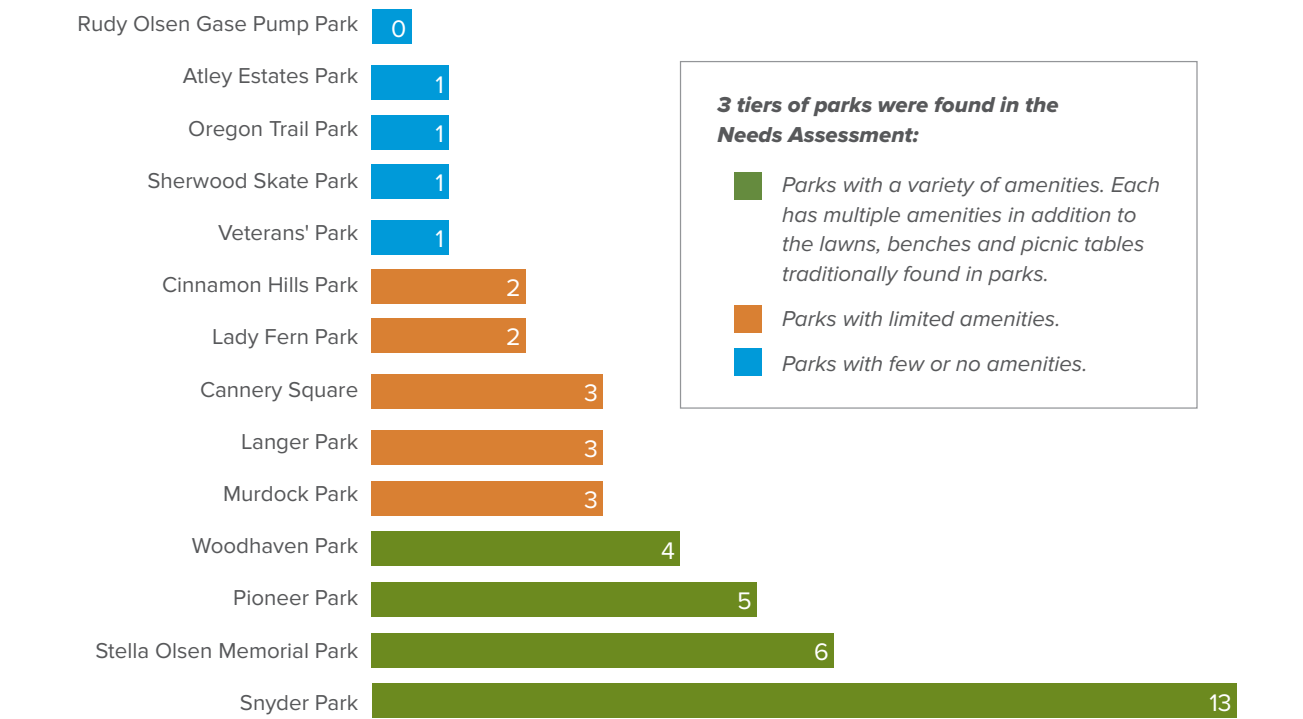 Rudy Olsen Gase Pump Park 0
Atley Estates Park 1
Oregon Trail Park 1
Sherwood Skate Park 1
Veterans' Park 1
Cinnamon Hills Park 2
Lady Fern Park 2
Cannery Square 3
Langer Park 3
Murdock Park 3
Woodhaven Park 4
Pioneer Park 5
Stella Olsen Memorial Park 6
Snyder Park 13
3 tiers of parks were found in the
Needs Assessment:
Parks with a variety of amenities. Each
has multiple amenities in addition to
the lawns, benches and picnic tables
traditionally found in parks.
Parks with limited amenities.
Parks with few or no amenities.